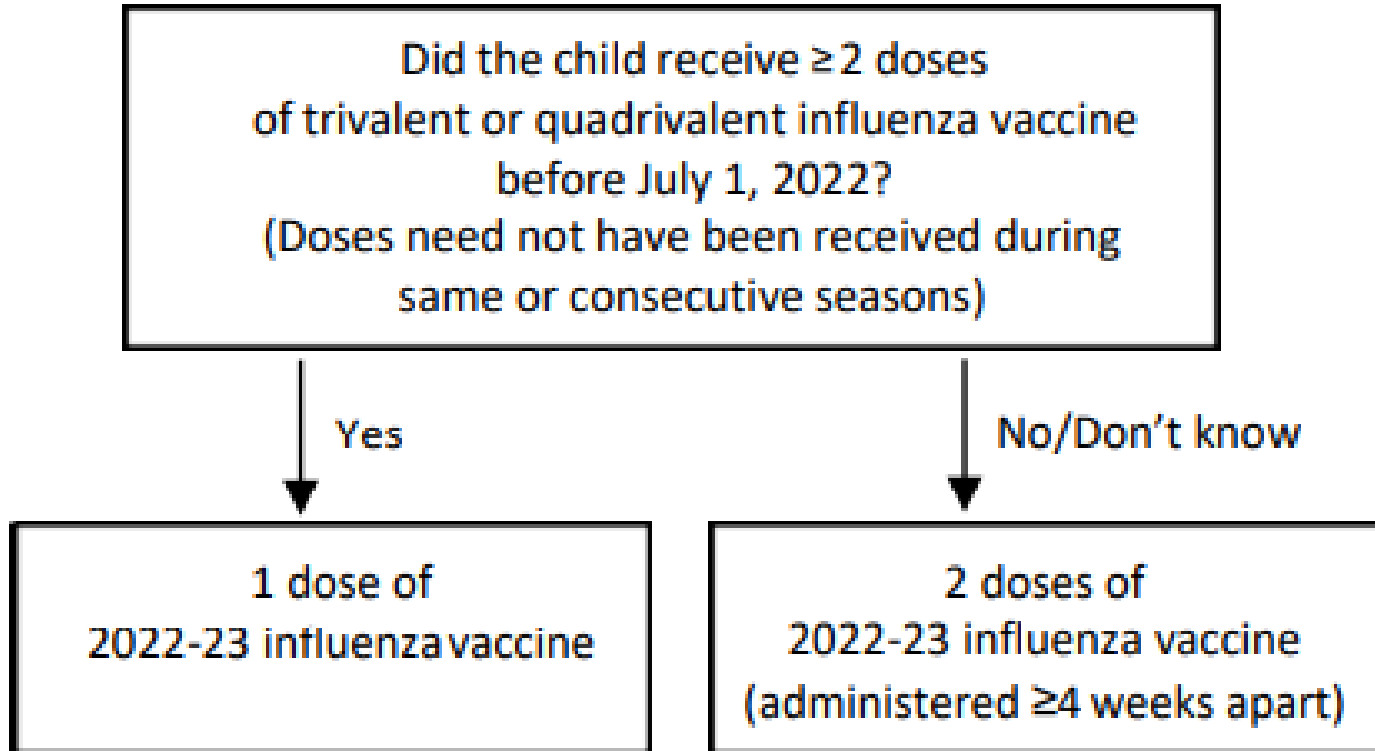 Did the child receive ≥2 doses
of trivalent or quadrivalent influenza vaccine
before July 1, 2022?
(Doses need not have been received during
same or consecutive seasons)
Yes
No/Don't know
1 dose of
2022-23 influenza vaccine
2 doses of
2022-23 influenza vaccine
(administered ≥4 weeks apart)